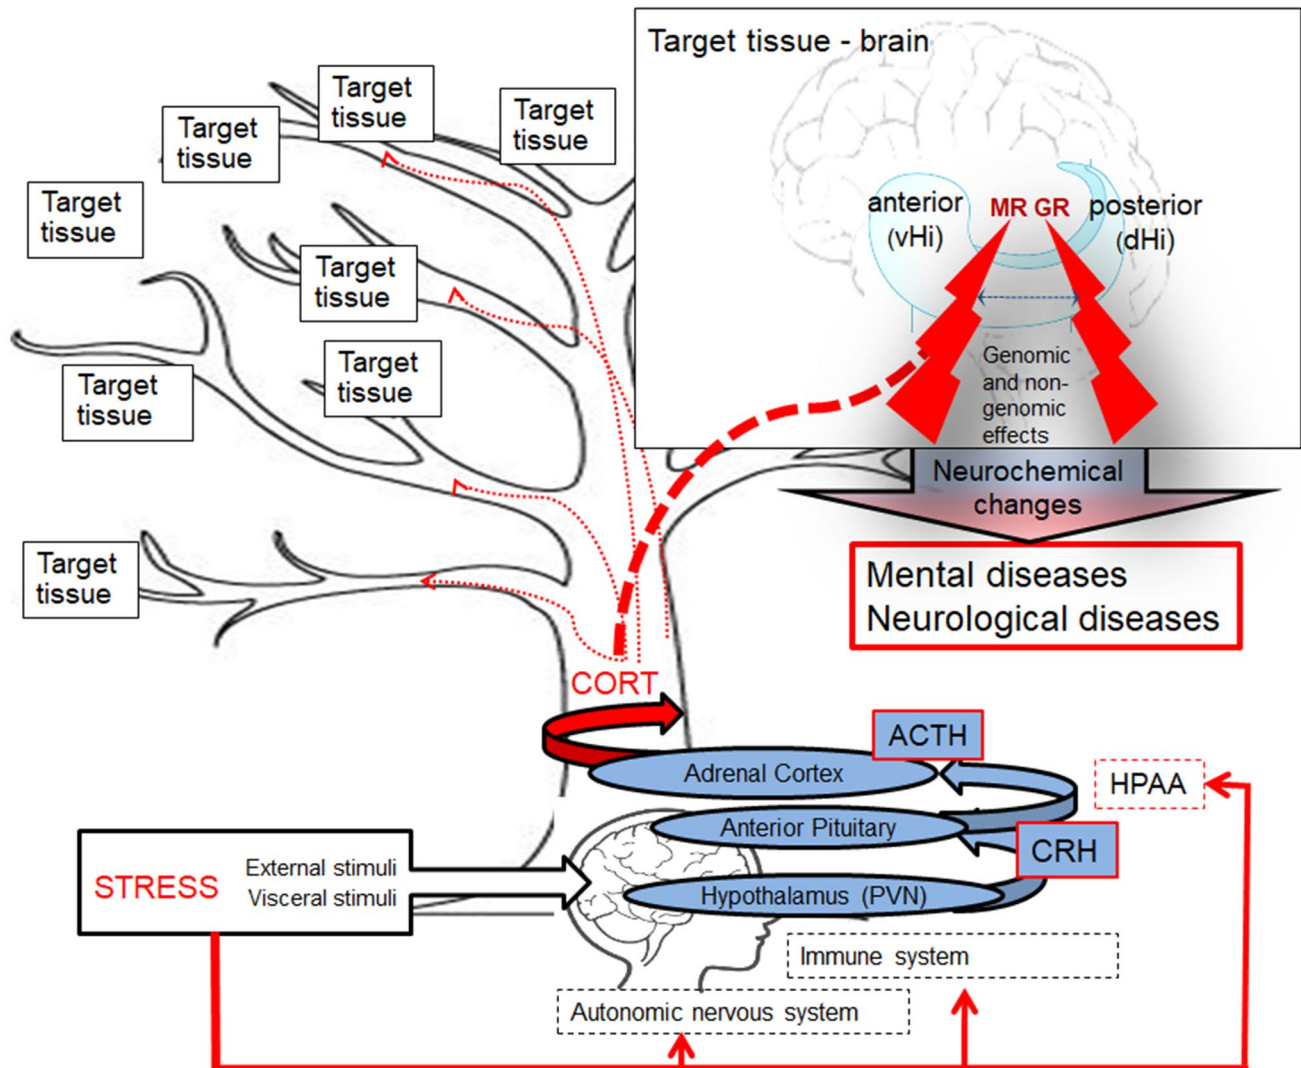 Target tissue - brain
Target
tissue
Target
tissue
Target
tissue
Target
tissue
Target
tissue
Target
tissue
Target
tissue
Target
tissue
anterior
(vHi)
MR GR
posterior
(dHi)
Genomic
and non-
genomic
effects
Neurochemical
changes
Mental diseases
Neurological diseases
CORT
ACTH
Adrenal Cortex
HPAA
Anterior Pituitary
CRH
Hypothalamus (PVN)
STRESS
External stimuli
Visceral stimuli
Immune system
Autonomic nervous system